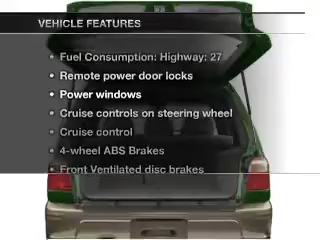 VEHICLE FEATURES
• Fuel Consumption: Highway: 27
• Remote power door locks
• Power windows
• Cruise controls on steering wheel
• Cruise control
• 4-wheel ABS Brakes
• Front Ventilated disc brakes